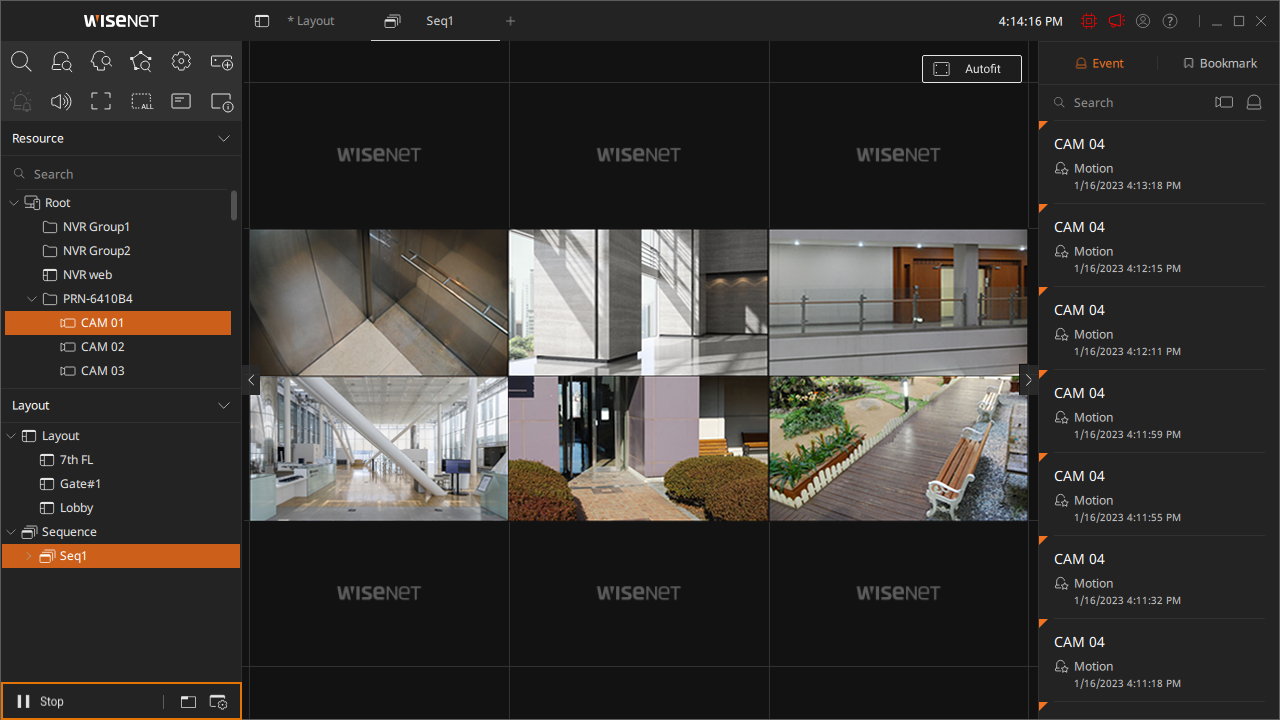 WISENET
* Layout
Seq1
4:14:16 PM
ALL
Resource
Search
Root
NVR Group1
NVR Group2
NVR web
PRN-6410B4
CAM 01
CAM 02
CAM 03
Layout
Layout
7th FL
Gate#1
Lobby
Sequence
Seq1
Stop
Autofit
WISENET
WISENET
WISENET
WISENET
WISENET
WISENET
Event
Bookmark
Search
CAM 04
Motion
1/16/2023 4:13:18 PM
CAM 04
Motion
1/16/2023 4:12:15 PM
CAM 04
Motion
1/16/2023 4:12:11 PM
CAM 04
Motion
1/16/2023 4:11:59 PM
CAM 04
Motion
1/16/2023 4:11:55 PM
CAM 04
Motion
1/16/2023 4:11:32 PM
CAM 04
Motion
1/16/2023 4:11:18 PM